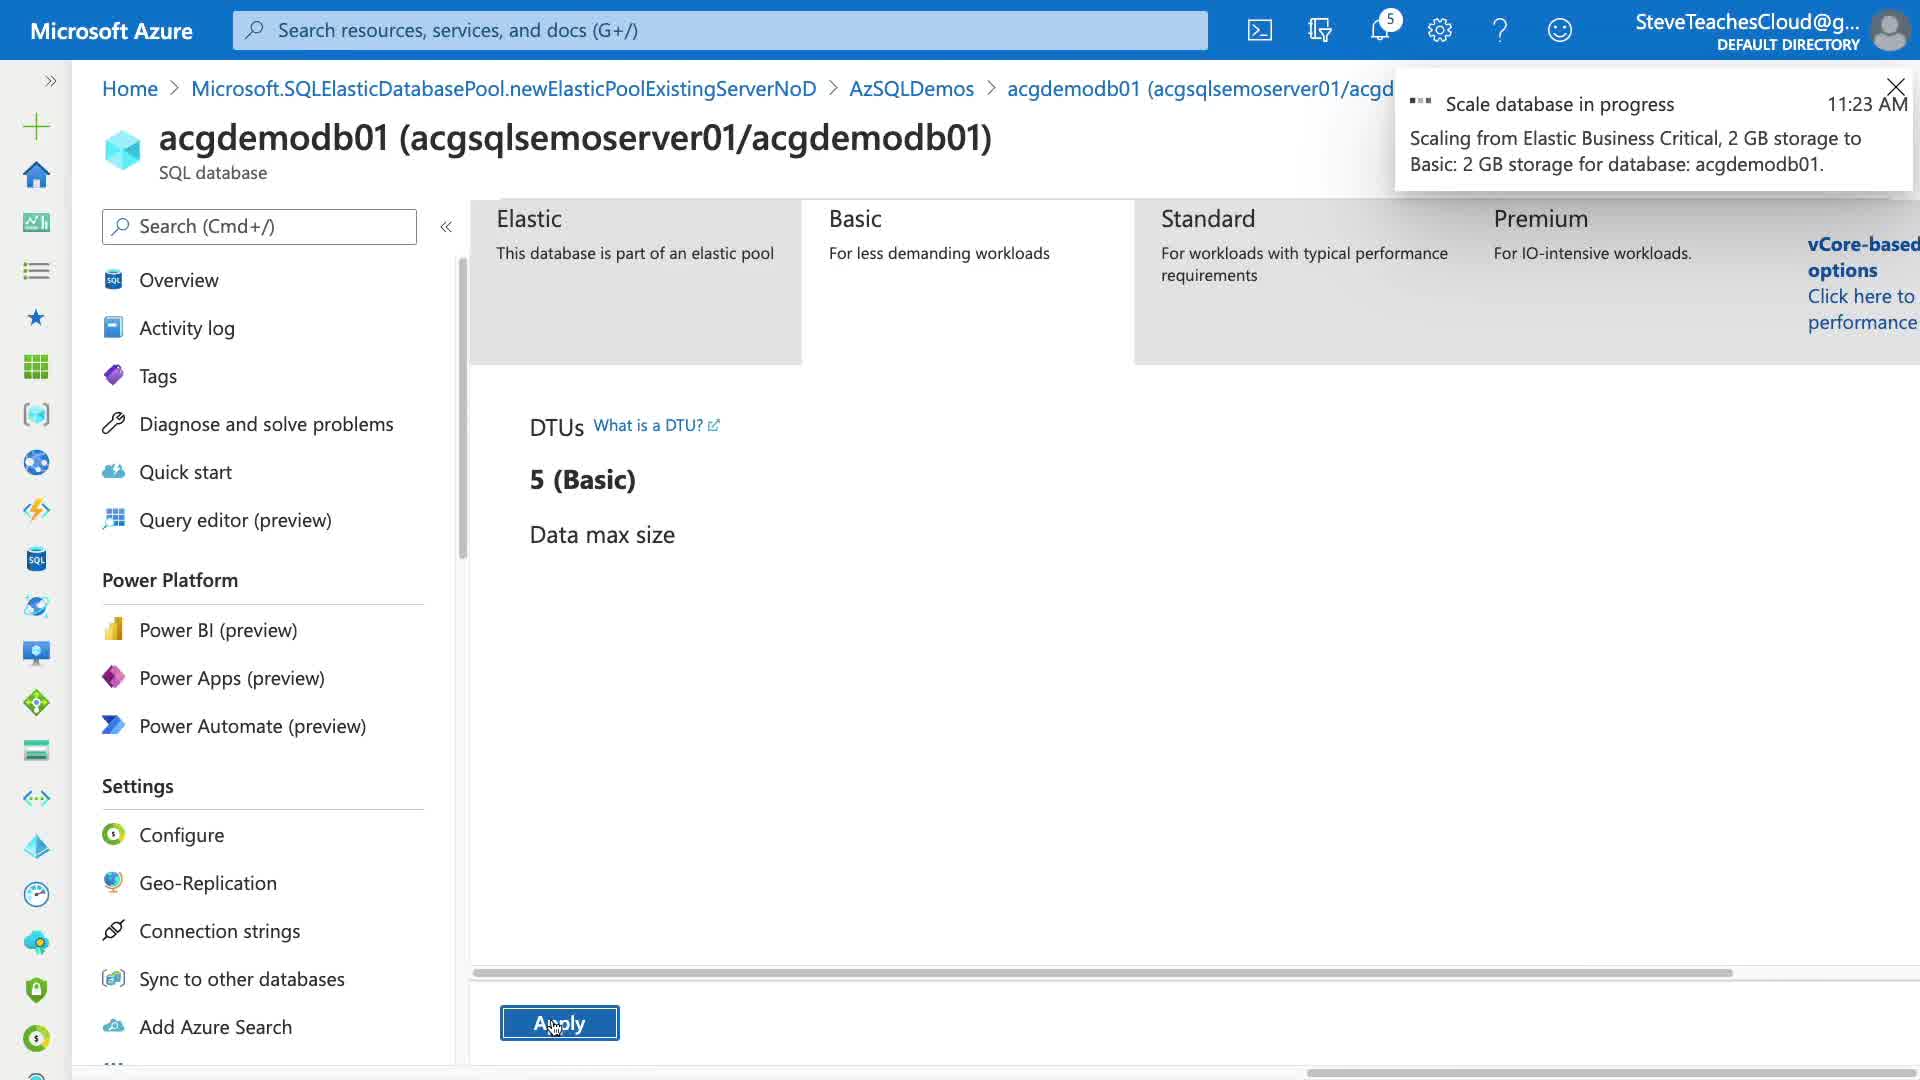 Microsoft Azure
Search resources, services, and docs (G+/)
5
SteveTeachesCloud@g...
DEFAULT DIRECTORY
Home > Microsoft.SQLElasticDatabasePool.newElasticPoolExistingServerNoD > AzSQLDemos > acgdemodb01 (acgsqlsemoserver01/acgd
Scale database in progress
11:23 AM
Scaling from Elastic Business Critical, 2 GB storage to
Basic: 2 GB storage for database: acgdemodb01.
acgdemodb01 (acgsqlsemoserver01/acgdemodb01)
SQL database
Search (Cmd+/)
Overview
Activity log
Tags
Diagnose and solve problems
Quick start
Query editor (preview)
Power Platform
Power BI (preview)
Power Apps (preview)
Power Automate (preview)
Settings
Configure
Geo-Replication
Connection strings
Sync to other databases
Add Azure Search
Elastic
This database is part of an elastic pool
Basic
For less demanding workloads
Standard
For workloads with typical performance
requirements
Premium
For IO-intensive workloads.
vCore-based
options
Click here to
performance
DTUs What is a DTU?
5 (Basic)
Data max size
Apply